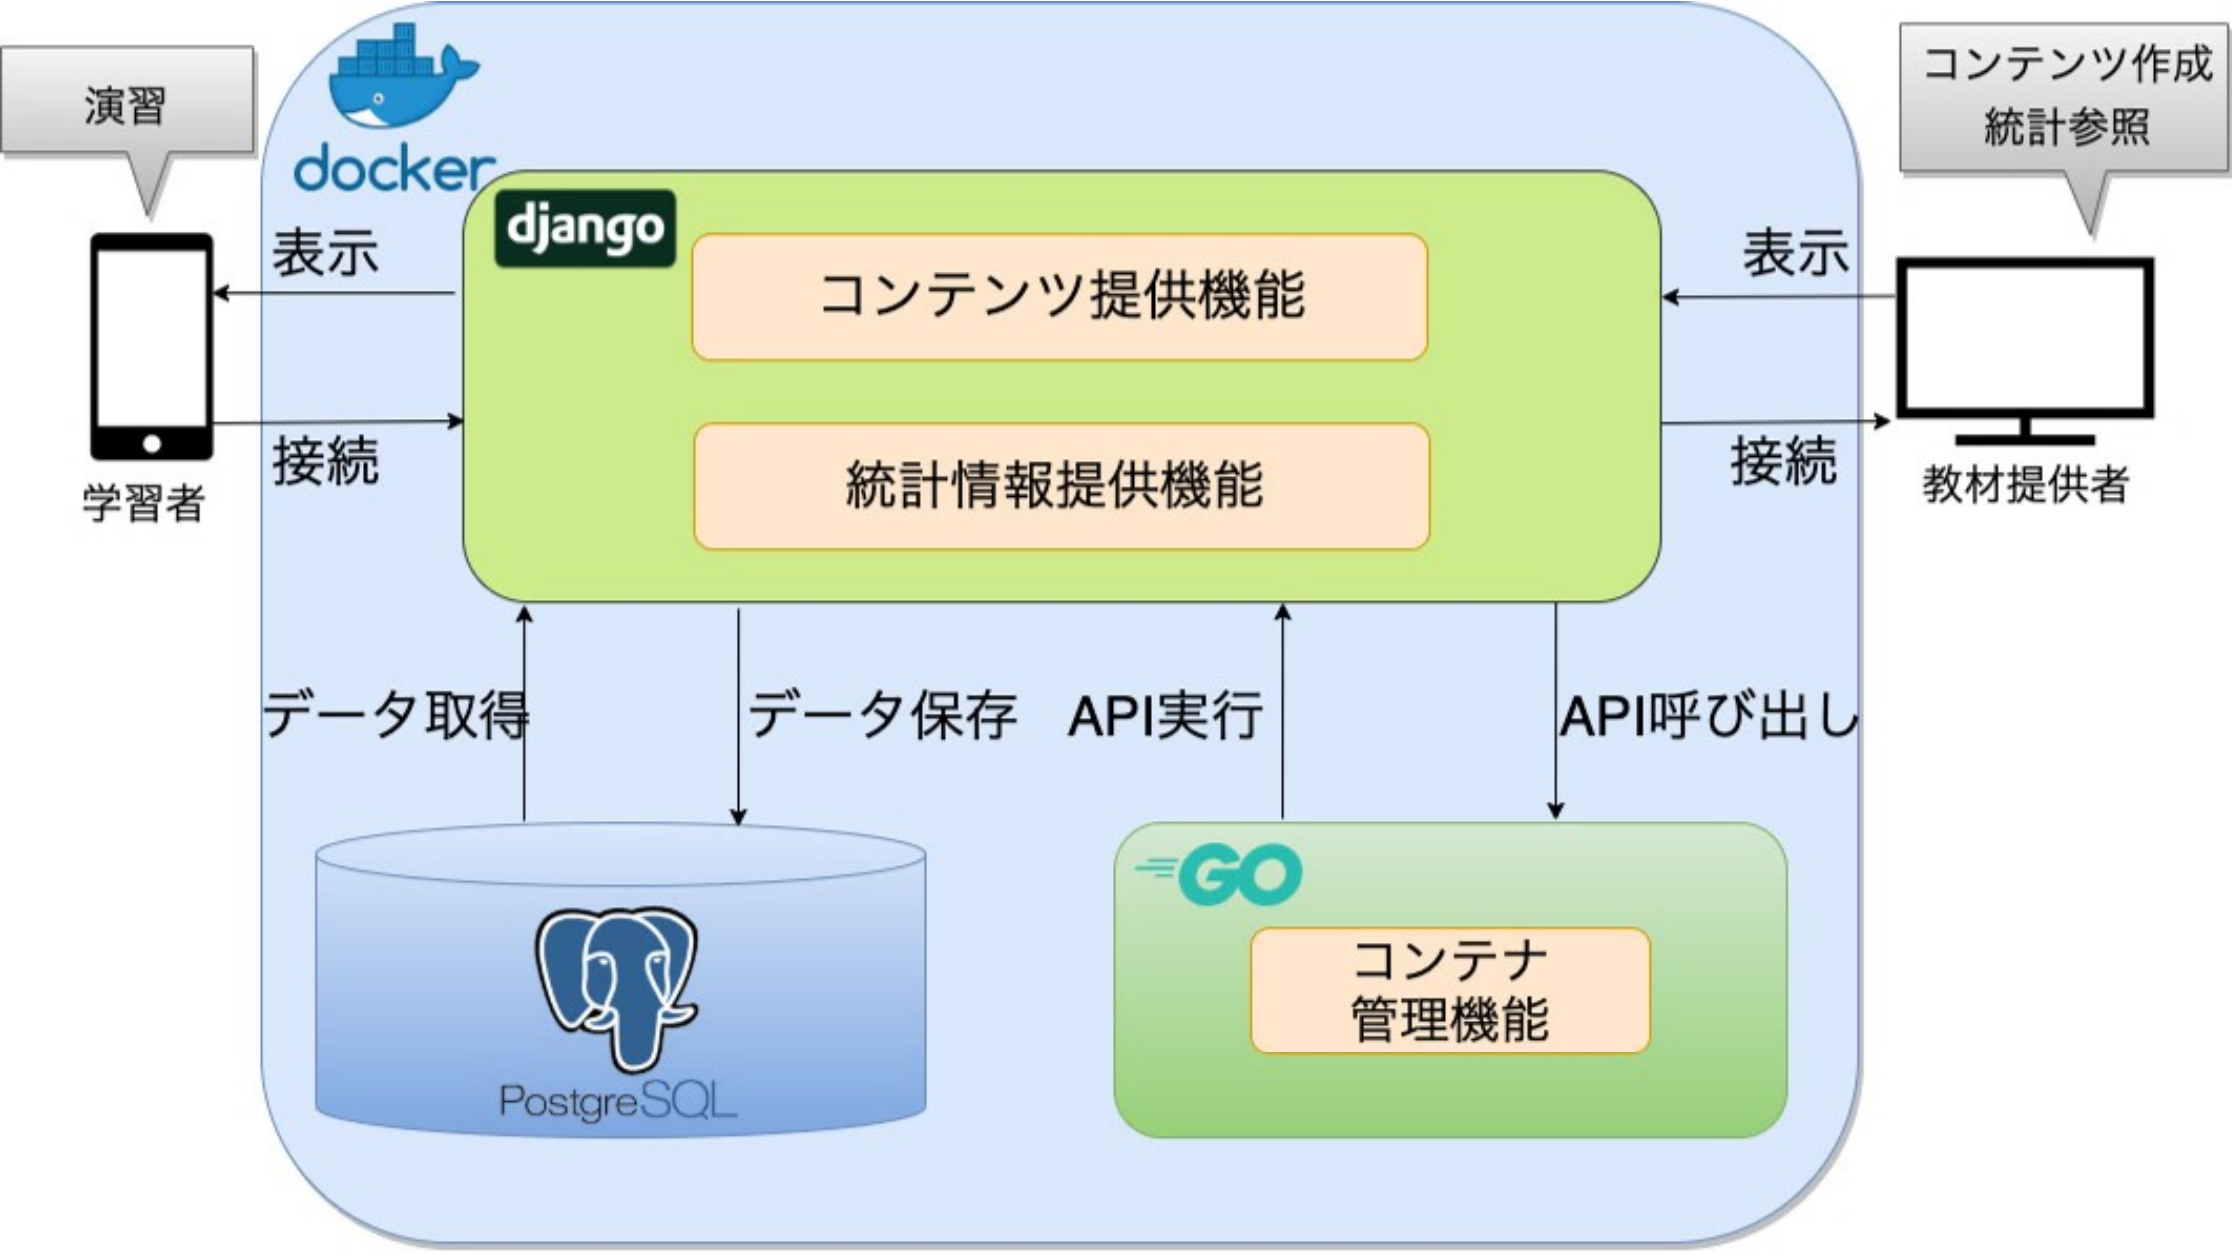 演習
docker
コンテンツ作成
統計参照
django
表示
コンテンツ提供機能
表示
接続
統計情報提供機能
接続
学習者
教材提供者
データ取得
データ保存
API実行
API呼び出し
GO
コンテナ
管理機能
PostgreSQL